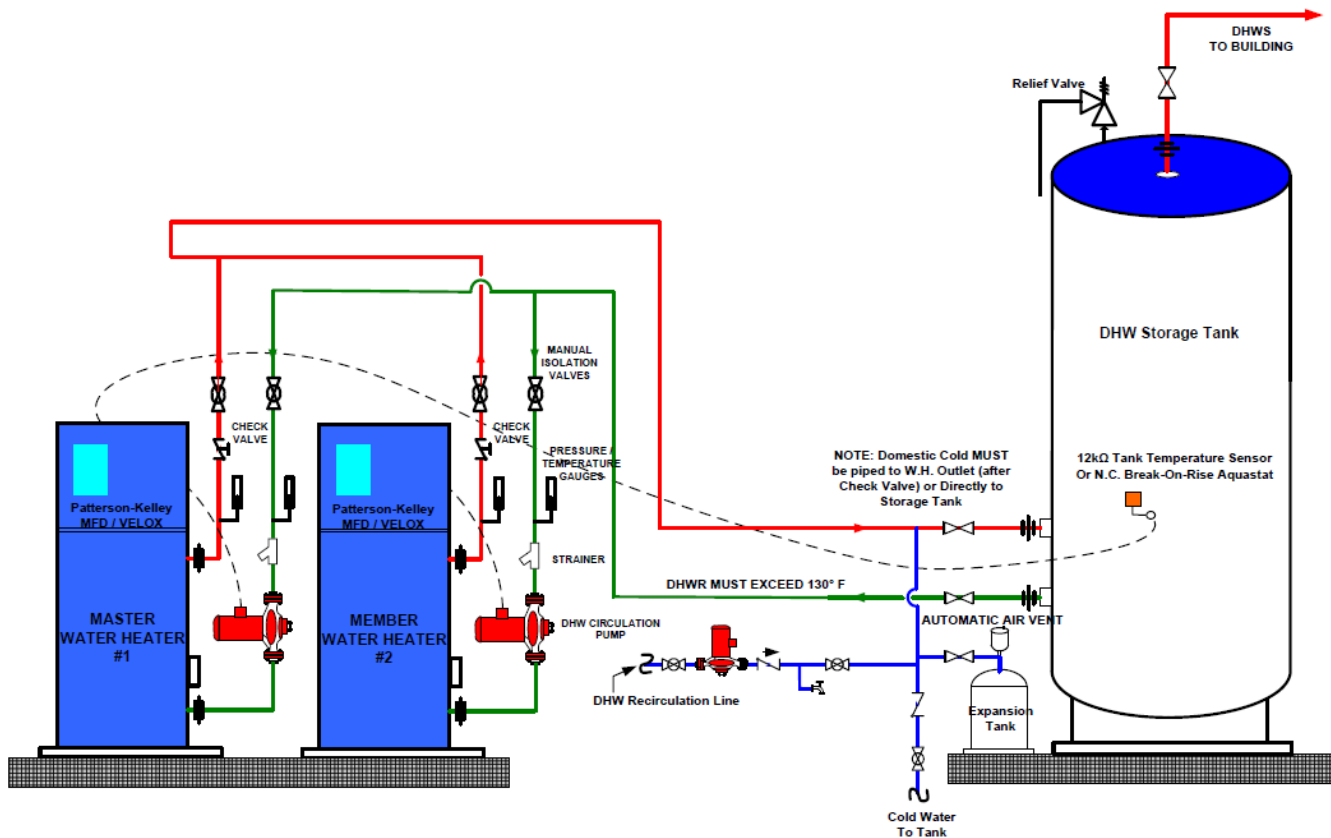 DHWS
TO BUILDING
Relief Valve
DHW Storage Tank
MANUAL
ISOLATION
VALVES
CHECK
VALVE
CHECK
VALVE
PRESSURE /
TEMPERATURE
GAUGES
NOTE: Domestic Cold MUST
be piped to W.H. Outlet (after
Check Valve) or Directly to
Storage Tank
12kΩ Tank Temperature Sensor
Or N.C. Break-On-Rise Aquastat
Patterson-Kelley
MFD / VELOX
Patterson-Kelley
MFD / VELOX
STRAINER
DHWR MUST EXCEED 130° F
MASTER
WATER HEATER
#1
MEMBER
WATER HEATER
#2
DHW CIRCULATION
PUMP
AUTOMATIC AIR VENT
DHW Recirculation Line
Expansion
Tank
Cold Water
To Tank